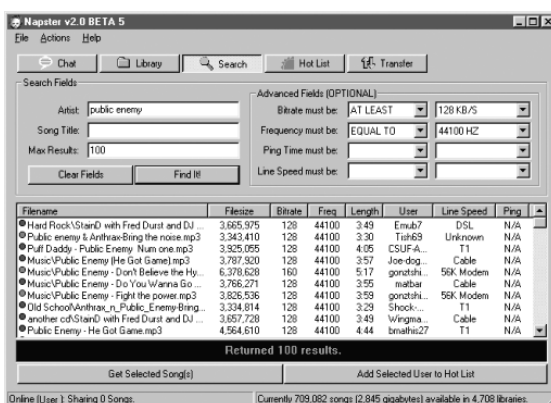 Napster v2.0 BETA 5
File Actions Help
Chat Library Search Hot List Transfer
Search Fields
Advanced Fields (OPTIONAL)
Artist: public enemy
Bitrate must be: AT LEAST 128 KB/S
Song Title:
Frequency must be: EQUAL TO 44100 HZ
Max Results: 100
Ping Time must be:
Clear Fields Find It!
Line Speed must be:
Filename Filesize Bitrate Freq Length User Line Speed Ping
Hard Rock\StainD with Fred Durst and DJ ... 3,665,975 128 44100 3:49 Emub7 DSL N/A
Public enemy & Anthrax-Bring the noise.mp3 3,343,410 128 44100 3:30 Tish69 Unknown N/A
Puff Daddy - Public Enemy Num one.mp3 3,925,055 128 44100 4:05 CSUF-A... T1 N/A
Music\Public Enemy (He Got Game).mp3 3,787,920 128 44100 3:57 Joe-dog... Cable N/A
Music\Public Enemy - Don't Believe the Hy... 6,378,628 160 44100 5:17 gonztshi... 56K Modem N/A
Music\Public Enemy - Do You Wanna Go ... 3,766,271 128 44100 3:55 matbar Cable N/A
Music\Public Enemy - Fight the power.mp3 3,826,536 128 44100 3:59 gonztshi... 56K Modem N/A
Old School\Anthrax_n_Public_Enemy-Bring... 3,334,814 128 44100 3:29 Shock-... T1 N/A
another cd\StainD with Fred Durst and DJ ... 3,657,728 128 44100 3:49 Wingma... Cable N/A
Public Enemy - He Got Game.mp3 4,564,610 128 44100 4:44 bmathis27 T1 N/A
Returned 100 results.
Get Selected Song(s) Add Selected User to Hot List
Online (User ): Sharing 0 Songs. Currently 709,082 songs (2,845 gigabytes) available in 4,708 libraries.